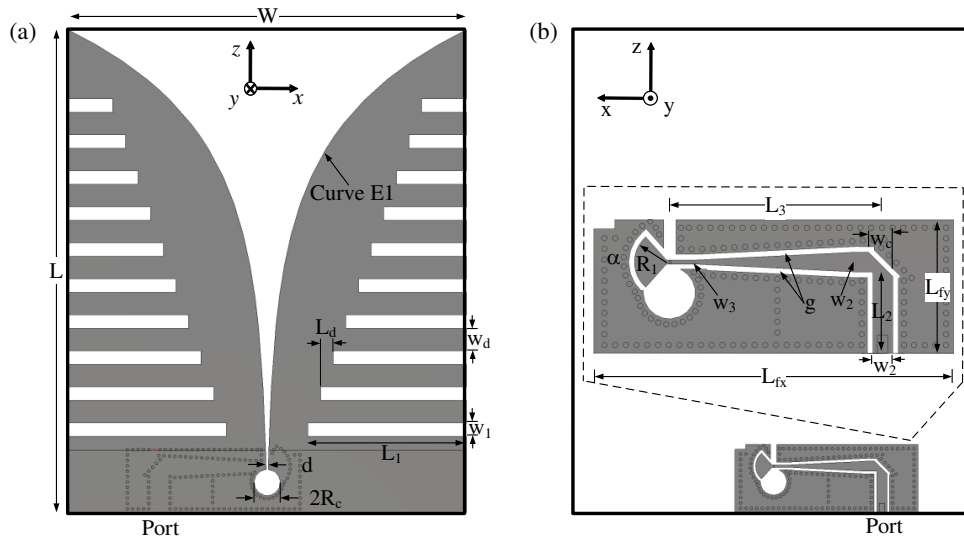 (a)
W
z
y
x
Curve E1
L
L_d
w_d
w_1
L_1
d
2R_c
Port
(b)
z
x
y
L_3
w_c
α
R_1
w_3
g
w_2
L_2
L_fy
w_2
L_fx
Port